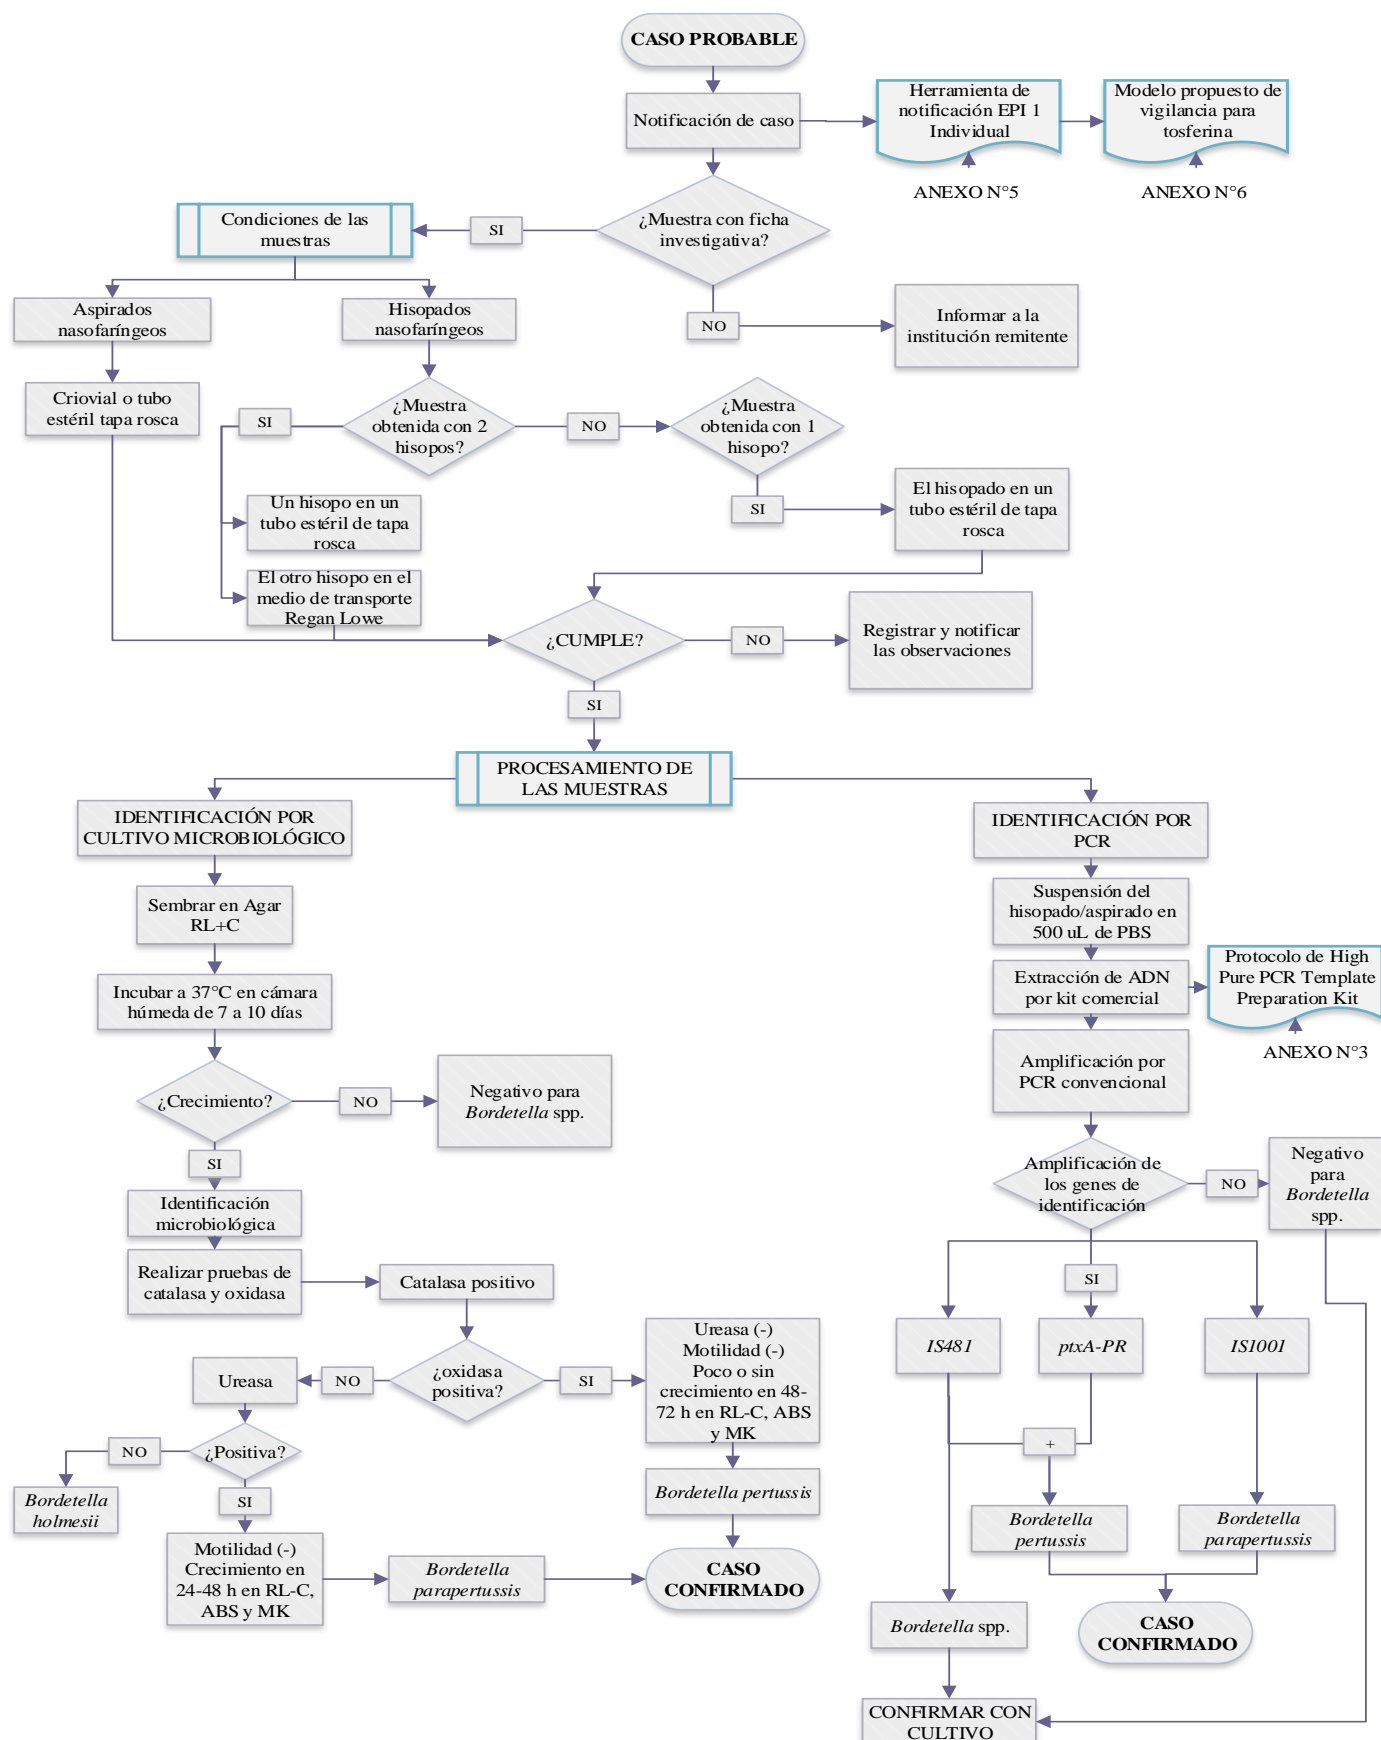 CASO PROBABLE
Notificación de caso
Herramienta de
notificación EPI 1
Individual
Modelo propuesto de
vigilancia para
tosferina
ANEXO N°5
ANEXO N°6
¿Muestra con ficha
investigativa?
SI
Condiciones de las
muestras
NO
Informar a la
institución remitente
Aspirados
nasofaríngeos
Hisopados
nasofaríngeos
Criovial o tubo
estéril tapa rosca
¿Muestra
obtenida con 2
hisopos?
SI
NO
¿Muestra
obtenida con 1
hisopo?
SI
El hisopado en un
tubo estéril de tapa
rosca
Un hisopo en un
tubo estéril de tapa
rosca
El otro hisopo en el
medio de transporte
Regan Lowe
¿CUMPLE?
NO
Registrar y notificar
las observaciones
SI
PROCESAMIENTO DE
LAS MUESTRAS
IDENTIFICACIÓN POR
CULTIVO MICROBIOLÓGICO
Sembrar en Agar
RL+C
Incubar a 37°C en cámara
húmeda de 7 a 10 días
¿Crecimiento?
NO
Negativo para
Bordetella spp.
SI
Identificación
microbiológica
Realizar pruebas de
catalasa y oxidasa
Catalasa positivo
¿oxidasa
positiva?
NO
SI
Ureasa
¿Positiva?
NO
Bordetella
holmesii
SI
Motilidad (-)
Crecimiento en
24-48 h en RL-C,
ABS y MK
Bordetella
parapertussis
Ureasa (-)
Motilidad (-)
Poco o sin
crecimiento en 48-
72 h en RL-C, ABS
y MK
Bordetella pertussis
CASO
CONFIRMADO
IDENTIFICACIÓN POR
PCR
Suspensión del
hisopado/aspirado en
500 uL de PBS
Extracción de ADN
por kit comercial
Protocolo de High
Pure PCR Template
Preparation Kit
ANEXO N°3
Amplificación por
PCR convencional
Amplificación de
los genes de
identificación
NO
Negativo
para
Bordetella
spp.
SI
IS481
ptxA-PR
IS1001
+
Bordetella
pertussis
Bordetella
parapertussis
CASO
CONFIRMADO
Bordetella spp.
CONFIRMAR CON
CULTIVO